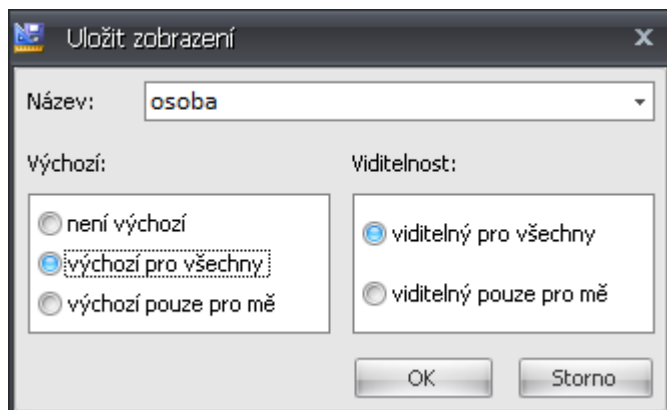 Uložit zobrazení
Název: osoba
Výchozí: Viditelnost:
není výchozí
výchozí pro všechny
výchozí pouze pro mě
viditelný pro všechny
viditelný pouze pro mě
OK Storno